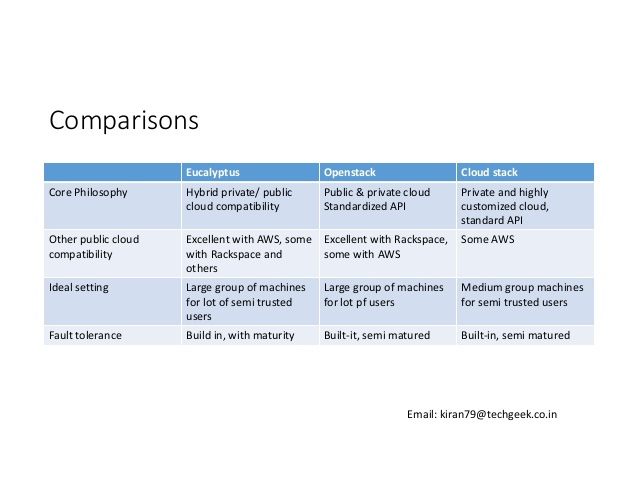 Comparisons
Eucalyptus Openstack Cloud stack
Core Philosophy Hybrid private/ public Public & private cloud Private and highly
cloud compatibility Standardized API customized cloud,
standard API
Other public cloud Excellent with AWS, some Excellent with Rackspace, Some AWS
compatibility with Rackspace and some with AWS
others
Ideal setting Large group of machines Large group of machines Medium group machines
for lot of semi trusted for lot pf users for semi trusted users
users
Fault tolerance Build in, with maturity Built-it, semi matured Built-in, semi matured
Email: kiran79@techgeek.co.in